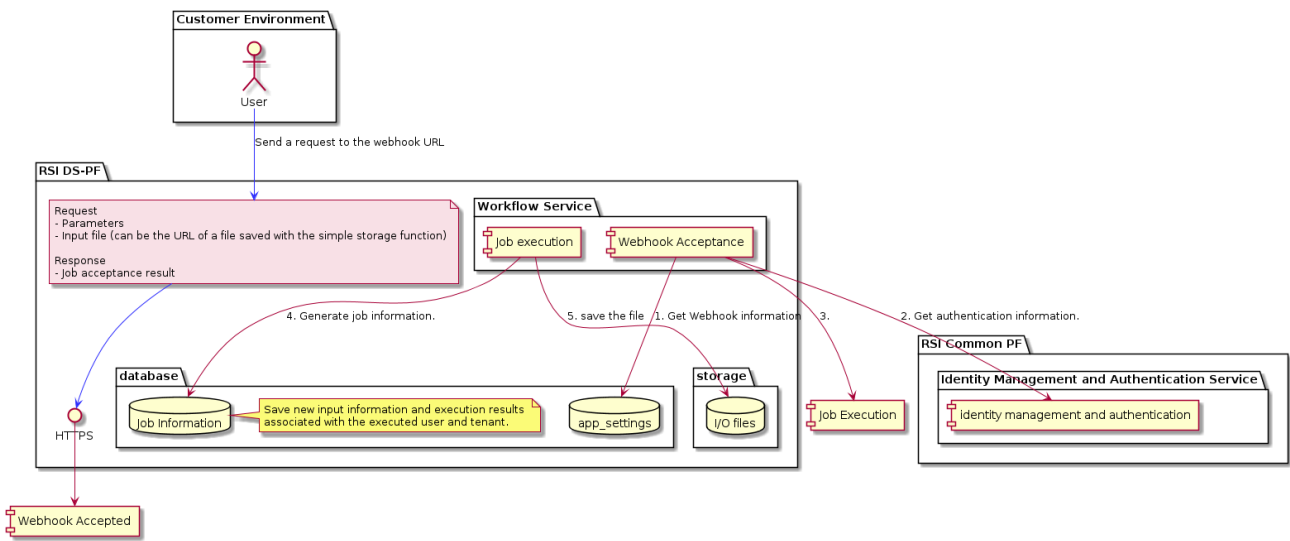 Customer Environment
User
Send a request to the webhook URL
RSI DS-PF
Request
- Parameters
- Input file (can be the URL of a file saved with the simple storage function)
Response
- Job acceptance result
Workflow Service
Job execution
Webhook Acceptance
4. Generate job information.
5. save the file
1. Get Webhook information
3.
2. Get authentication information.
RSI Common PF
database
storage
Identity Management and Authentication Service
Job Information
Save new input information and execution results
associated with the executed user and tenant.
app_settings
I/O files
Job Execution
identity management and authentication
HTTPS
Webhook Accepted